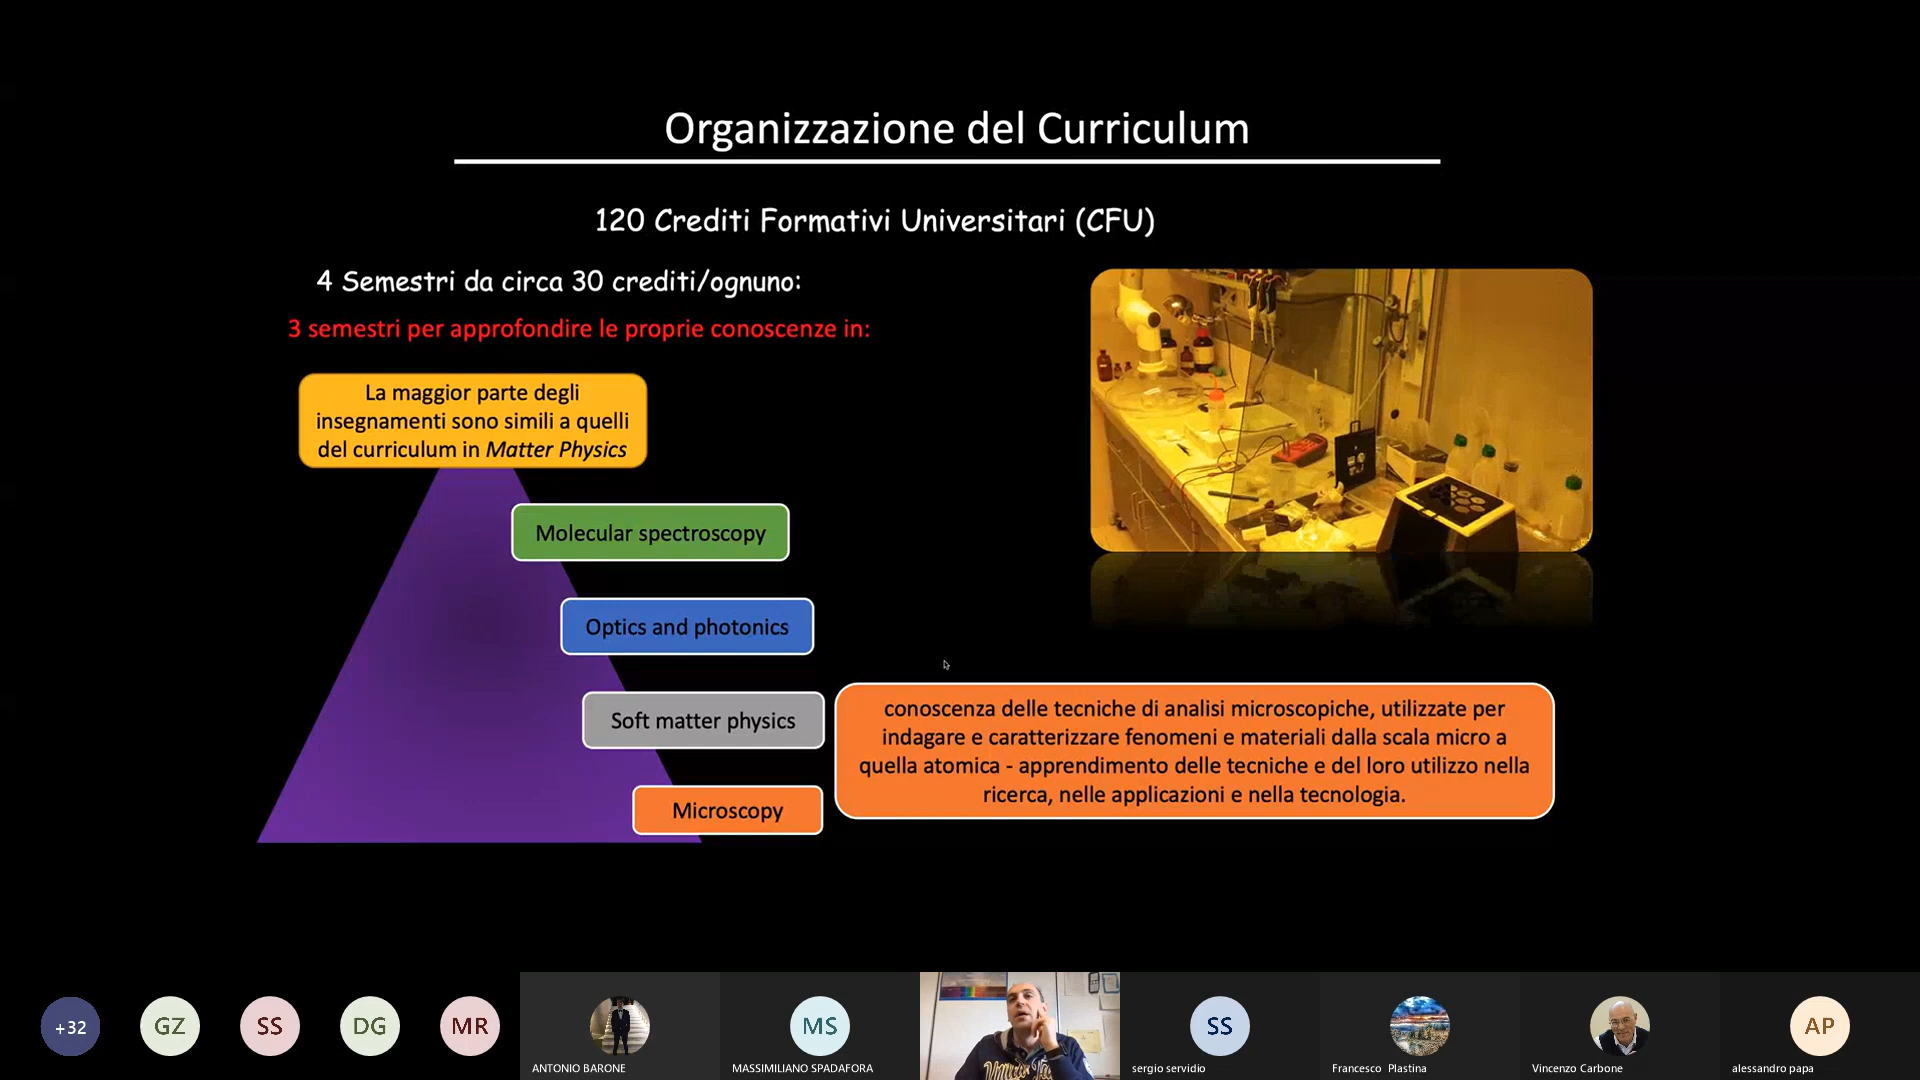 Organizzazione del Curriculum
120 Crediti Formativi Universitari (CFU)
4 Semestri da circa 30 crediti/ognuno:
3 semestri per approfondire le proprie conoscenze in:
La maggior parte degli
insegnamenti sono simili a quelli
del curriculum in Matter Physics
Molecular spectroscopy
Optics and photonics
Soft matter physics
Microscopy
conoscenza delle tecniche di analisi microscopiche, utilizzate per
indagare e caratterizzare fenomeni e materiali dalla scala micro a
quella atomica - apprendimento delle tecniche e del loro utilizzo nella
ricerca, nelle applicazioni e nella tecnologia.
+32
GZ
SS
DG
MR
ANTONIO BARONE
MS
MASSIMILIANO SPADAFORA
SS
sergio servidio
Francesco Plastina
Vincenzo Carbone
AP
alessandro papa